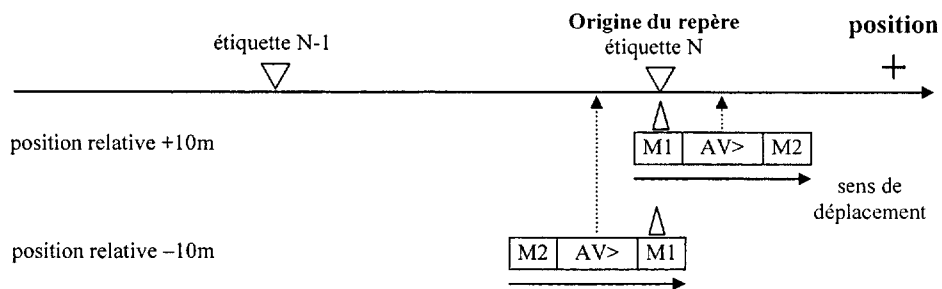 Origine du repère
position
étiquette N-1
étiquette N
+
position relative +10m
M1 AV> M2
sens de
déplacement
position relative –10m
M2 AV> M1